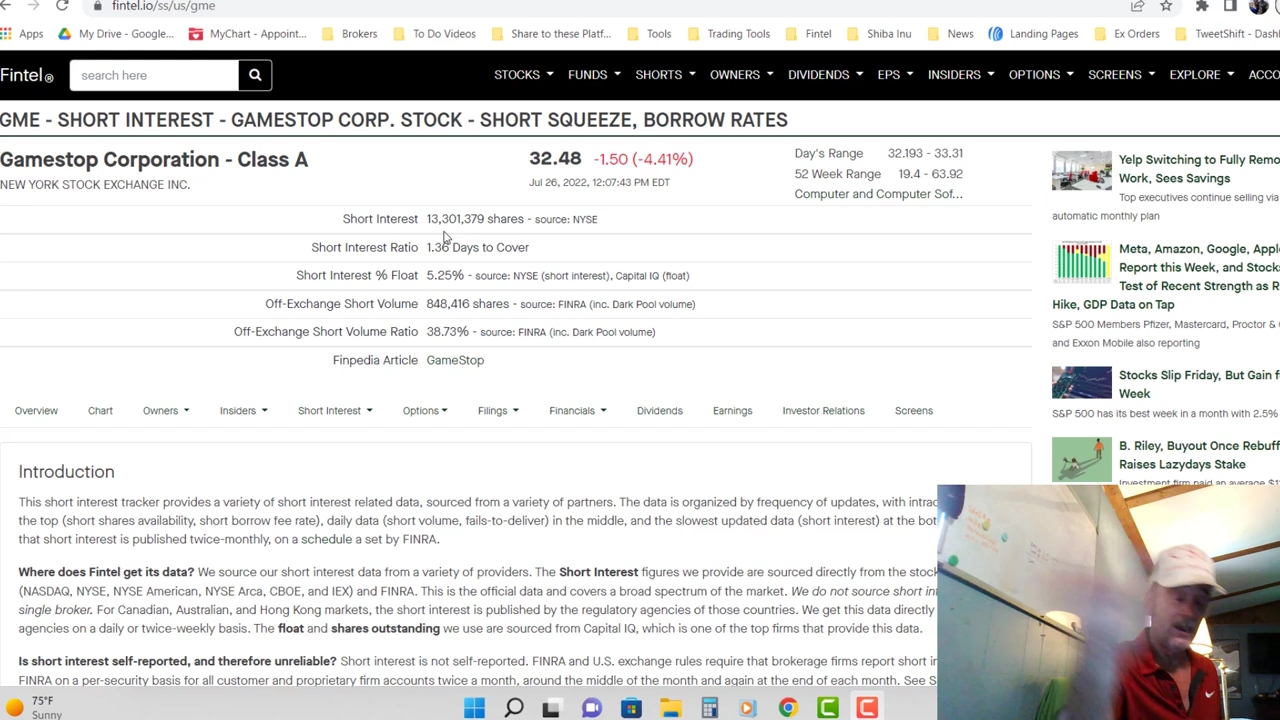 fintel.io/ss/us/gme
Apps My Drive - Google... MyChart - Appoint... Brokers To Do Videos Share to these Platf... Tools Trading Tools Fintel Shiba Inu News Landing Pages Ex Orders TweetShift - Dash
Fintel® search here STOCKS FUNDS SHORTS OWNERS DIVIDENDS EPS INSIDERS OPTIONS SCREENS EXPLORE ACCO
GME - SHORT INTEREST - GAMESTOP CORP. STOCK - SHORT SQUEEZE, BORROW RATES
Gamestop Corporation - Class A
NEW YORK STOCK EXCHANGE INC.
32.48 -1.50 (-4.41%)
Jul 26, 2022, 12:07:43 PM EDT
Day's Range 32.193 - 33.31
52 Week Range 19.4 - 63.92
Computer and Computer Sof...
Short Interest 13,301,379 shares - source: NYSE
Short Interest Ratio 1.36 Days to Cover
Short Interest % Float 5.25% - source: NYSE (short interest), Capital IQ (float)
Off-Exchange Short Volume 848,416 shares - source: FINRA (inc. Dark Pool volume)
Off-Exchange Short Volume Ratio 38.73% - source: FINRA (inc. Dark Pool volume)
Finpedia Article GameStop
Overview Chart Owners Insiders Short Interest Options Filings Financials Dividends Earnings Investor Relations Screens
Introduction
This short interest tracker provides a variety of short interest related data, sourced from a variety of partners. The data is organized by frequency of updates, with intrad
the top (short shares availability, short borrow fee rate), daily data (short volume, fails-to-deliver) in the middle, and the slowest updated data (short interest) at the bot
that short interest is published twice-monthly, on a schedule a set by FINRA.
Where does Fintel get its data? We source our short interest data from a variety of providers. The Short Interest figures we provide are sourced directly from the stock
(NASDAQ, NYSE, NYSE American, NYSE Arca, CBOE, and IEX) and FINRA. This is the official data and covers a broad spectrum of the market. We do not source short in
single broker. For Canadian, Australian, and Hong Kong markets, the short interest is published by the regulatory agencies of those countries. We get this data directly
agencies on a daily or twice-weekly basis. The float and shares outstanding we use are sourced from Capital IQ, which is one of the top firms that provide this data.
Is short interest self-reported, and therefore unreliable? Short interest is not self-reported. FINRA and U.S. exchange rules require that brokerage firms report short i
FINRA on a per-security basis for all customer and proprietary firm accounts twice a month, around the middle of the month and again at the end of each month. See S
Yelp Switching to Fully Remo
Work, Sees Savings
Top executives continue selling via
automatic monthly plan
Meta, Amazon, Google, Apple
Report this Week, and Stocks
Test of Recent Strength as R
Hike, GDP Data on Tap
S&P 500 Members Pfizer, Mastercard, Proctor & G
and Exxon Mobile also reporting
Stocks Slip Friday, But Gain f
Week
S&P 500 has its best week in a month with 2.5%
B. Riley, Buyout Once Rebuff
Raises Lazydays Stake
Investment firm paid an average $1
75°F
Sunny